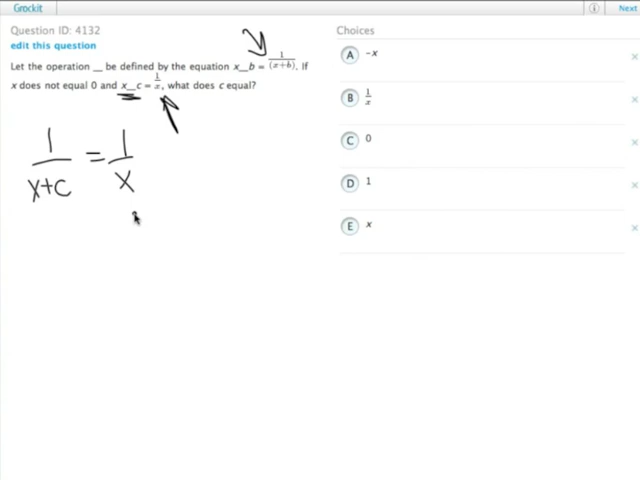 Grockit
Next
Question ID: 4132
edit this question
Let the operation __ be defined by the equation x__b = 1/(x+b). If
x does not equal 0 and x__c = 1/x, what does c equal?
1/(x+c) = 1/x
Choices
A -x
B 1/x
C 0
D 1
E x